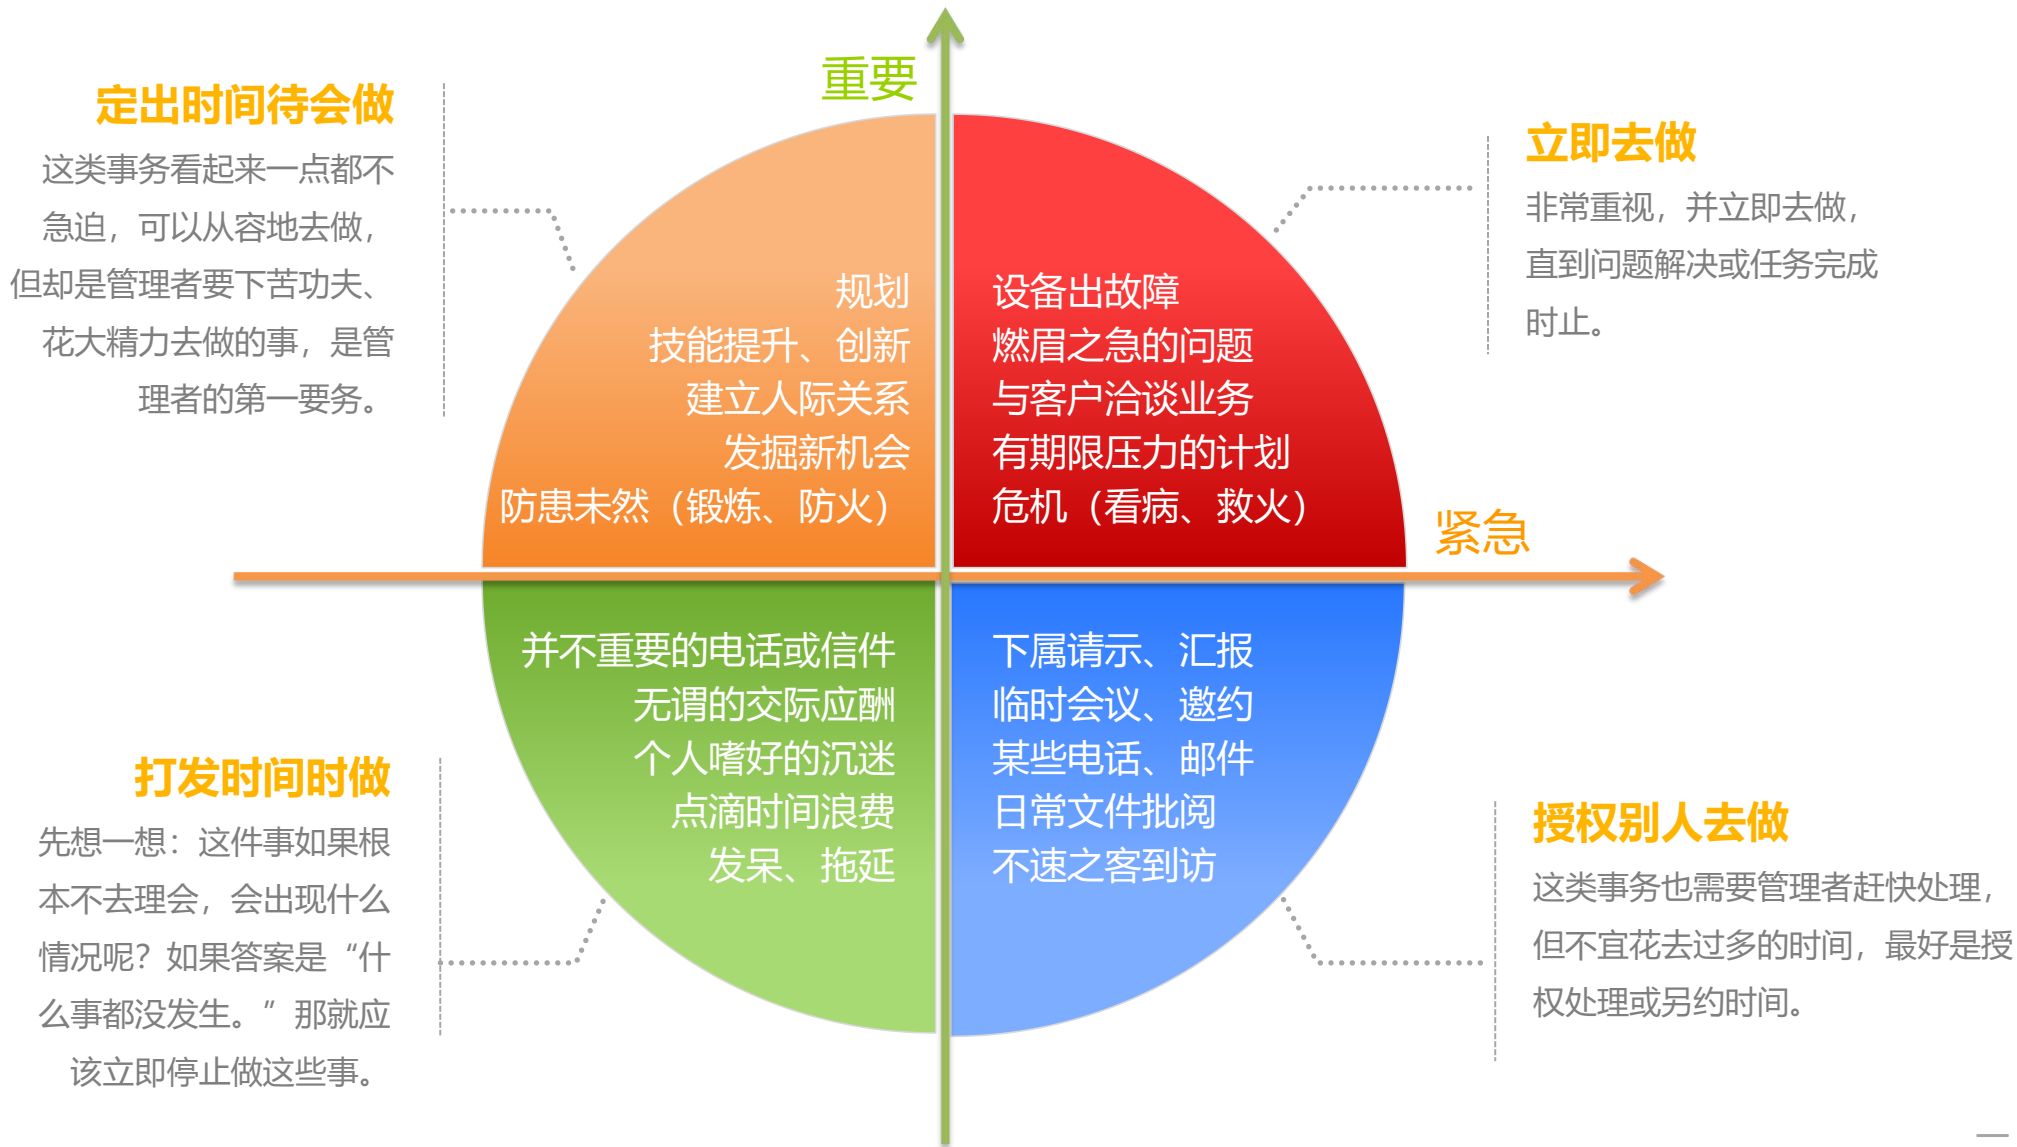 重要
定出时间待会做
这类事务看起来一点都不
急迫，可以从容地去做，
但却是管理者要下苦功夫、
花大精力去做的事，是管
理者的第一要务。
规划
技能提升、创新
建立人际关系
发掘新机会
防患未然（锻炼、防火）
立即去做
非常重视，并立即去做，
直到问题解决或任务完成
时止。
设备出故障
燃眉之急的问题
与客户洽谈业务
有期限压力的计划
危机（看病、救火）
紧急
打发时间时做
先想一想：这件事如果根
本不去理会，会出现什么
情况呢？如果答案是“什
么事都没发生。”那就应
该立即停止做这些事。
并不重要的电话或信件
无谓的交际应酬
个人嗜好的沉迷
点滴时间浪费
发呆、拖延
下属请示、汇报
临时会议、邀约
某些电话、邮件
日常文件批阅
不速之客到访
授权别人去做
这类事务也需要管理者赶快处理，
但不宜花去过多的时间，最好是授
权处理或另约时间。